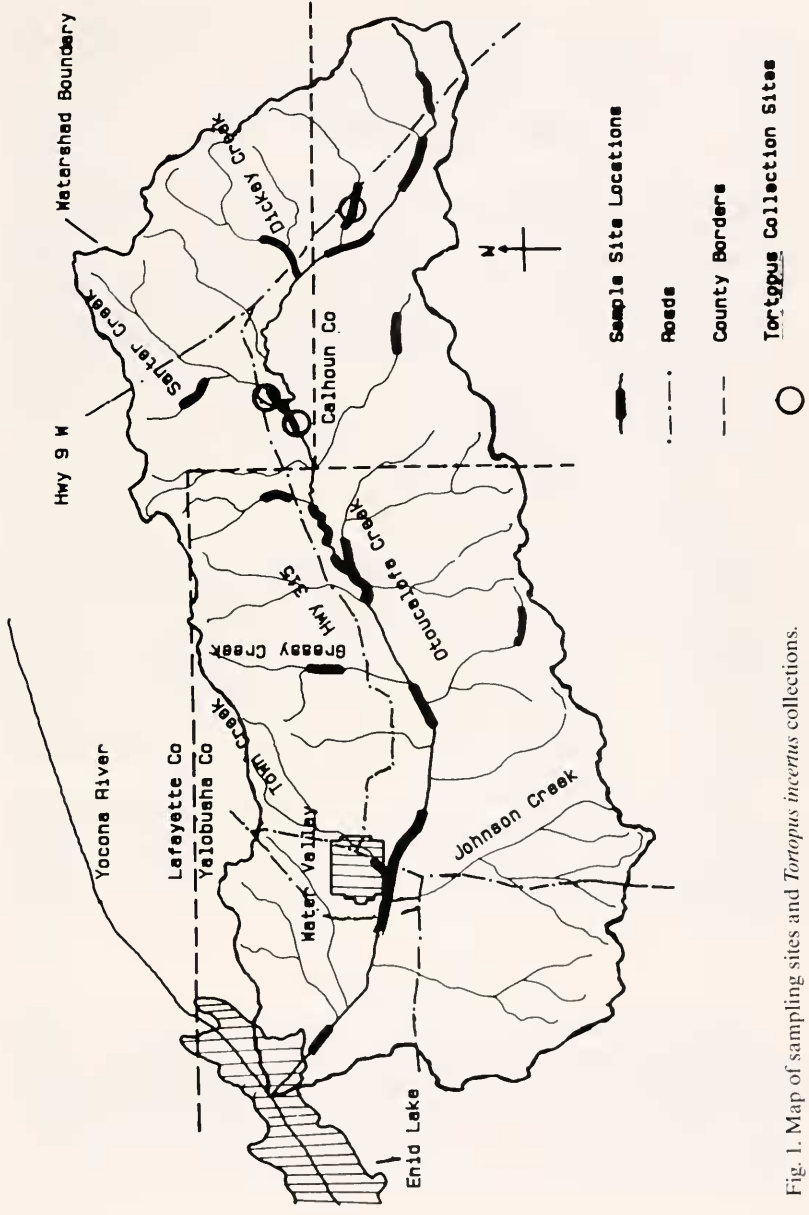 Hwy 9 W
Watershed Boundary
Yocona River
Lafayette Co
Yalobusha Co
Santer Creek
Dickey Creek
Town Creek
Grassy Creek
Hwy 315
Calhoun Co
Water Valley
Otoucalofa Creek
Johnson Creek
Enid Lake
N
Sample Site Locations
Roads
County Borders
Tortopus Collection Sites
Fig. 1. Map of sampling sites and Tortopus incertus collections.